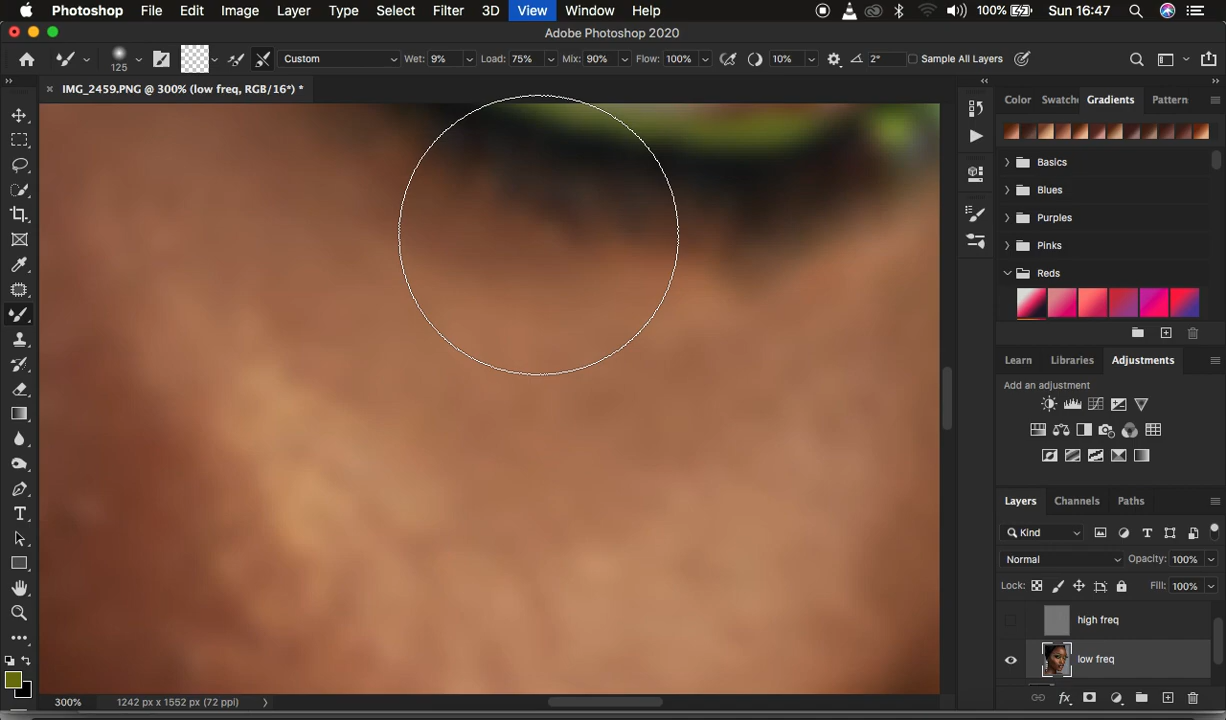 Photoshop File Edit Image Layer Type Select Filter 3D View Window Help 100% Sun 16:47
Adobe Photoshop 2020
125 Custom Wet: 9% Load: 75% Mix: 90% Flow: 100% 10% 2° Sample All Layers
IMG_2459.PNG @ 300% (low freq, RGB/16*) *
Color Swatche Gradients Pattern
Basics
Blues
Purples
Pinks
Reds
Learn Libraries Adjustments
Add an adjustment
Layers Channels Paths
Kind
Normal Opacity: 100%
Lock: Fill: 100%
high freq
low freq
300% 1242 px x 1552 px (72 ppi)